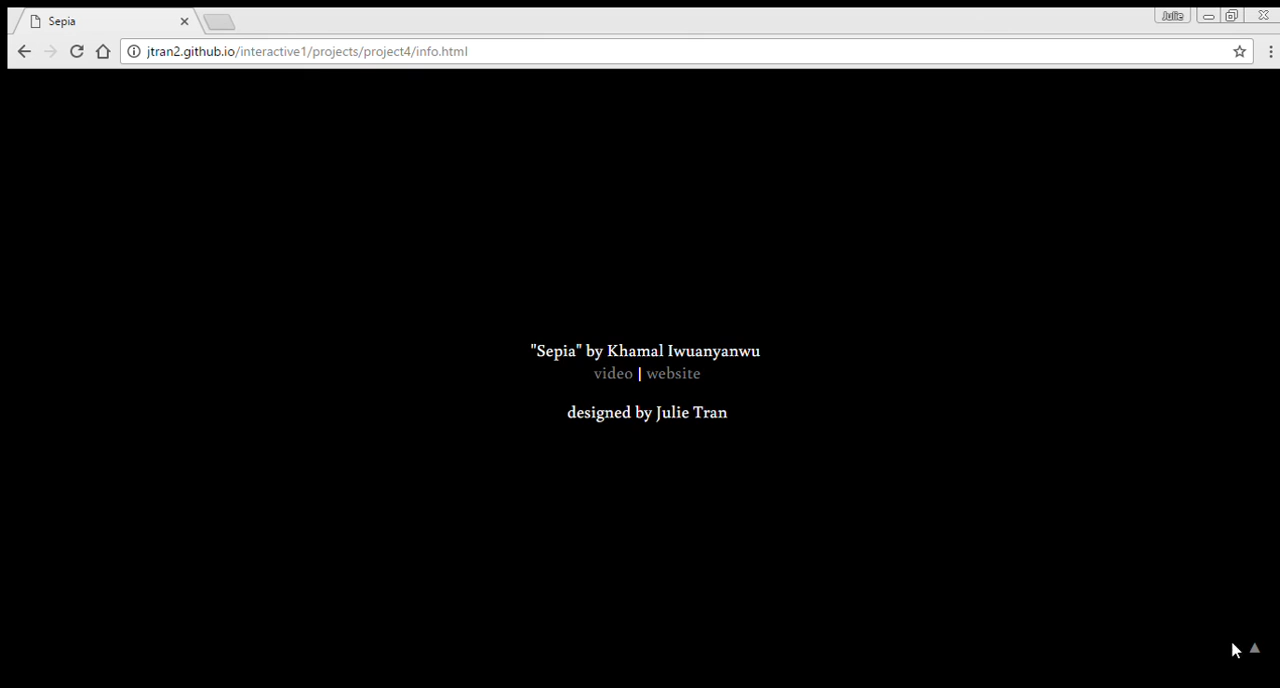 Sepia
Julie
jtran2.github.io/interactive1/projects/project4/info.html
"Sepia" by Khamal Iwuanyanwu
video | website
designed by Julie Tran